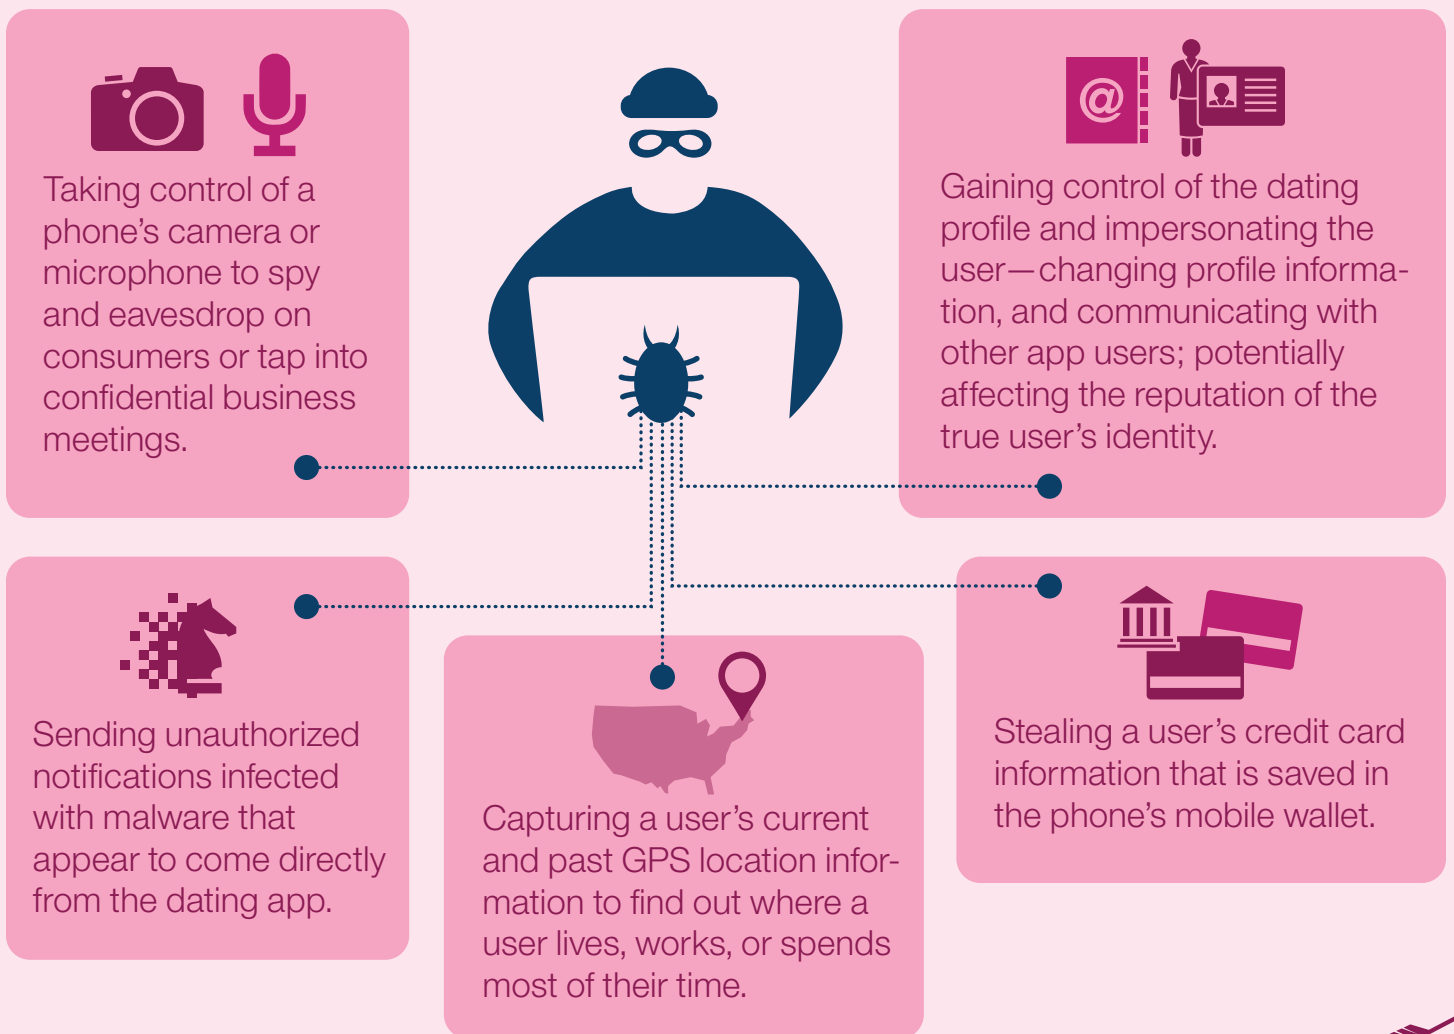 Taking control of a
phone’s camera or
microphone to spy
and eavesdrop on
consumers or tap into
confidential business
meetings.
@
Gaining control of the dating
profile and impersonating the
user—changing profile informa-
tion, and communicating with
other app users; potentially
affecting the reputation of the
true user’s identity.
Sending unauthorized
notifications infected
with malware that
appear to come directly
from the dating app.
Capturing a user’s current
and past GPS location infor-
mation to find out where a
user lives, works, or spends
most of their time.
Stealing a user’s credit card
information that is saved in
the phone’s mobile wallet.